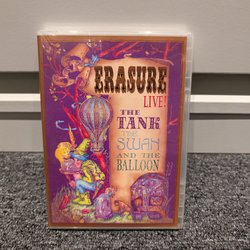 ERASURE
LIVE!
THE
TANK
THE
SWAN
AND THE
BALLOON